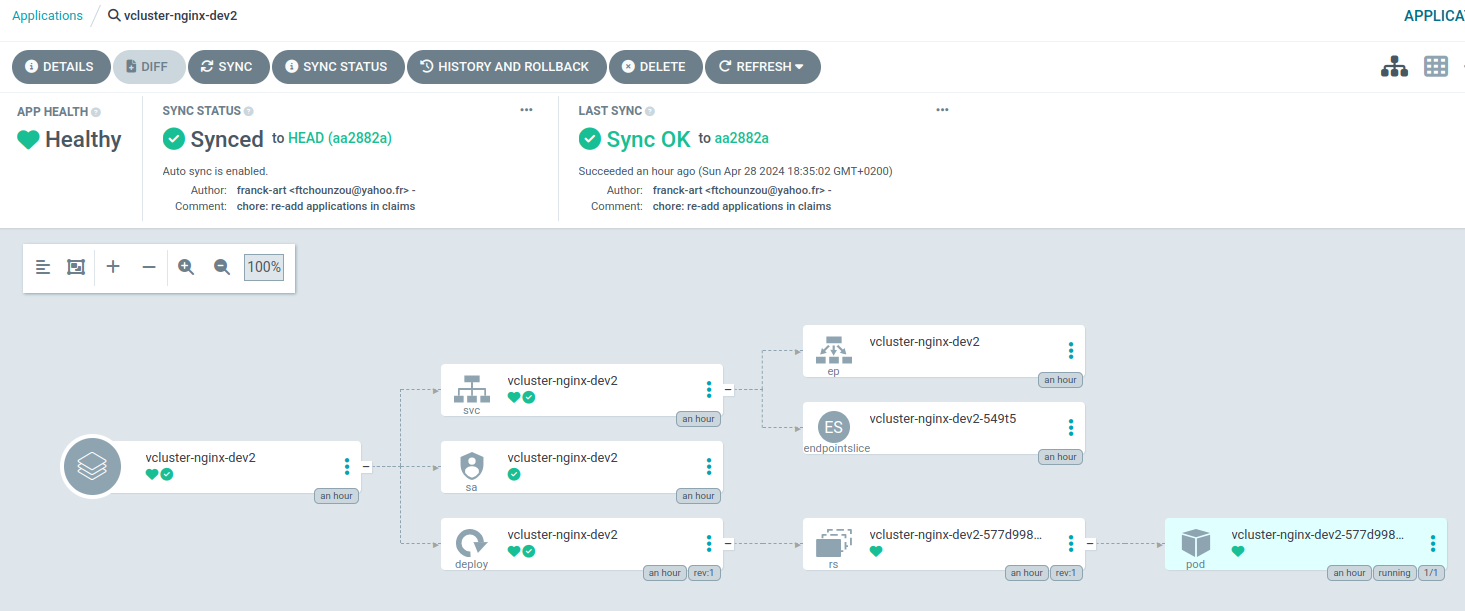 Applications / vcluster-nginx-dev2
APPLICA
DETAILS DIFF SYNC SYNC STATUS HISTORY AND ROLLBACK DELETE REFRESH
APP HEALTH
Healthy
SYNC STATUS
Synced to HEAD (aa2882a)
Auto sync is enabled.
Author: franck-art <ftchounzou@yahoo.fr> -
Comment: chore: re-add applications in claims
LAST SYNC
Sync OK to aa2882a
Succeeded an hour ago (Sun Apr 28 2024 18:35:02 GMT+0200)
Author: franck-art <ftchounzou@yahoo.fr> -
Comment: chore: re-add applications in claims
100%
vcluster-nginx-dev2
an hour
vcluster-nginx-dev2
svc
an hour
vcluster-nginx-dev2
sa
an hour
vcluster-nginx-dev2
deploy
an hour rev:1
vcluster-nginx-dev2
ep
an hour
ES
vcluster-nginx-dev2-549t5
endpointslice
an hour
vcluster-nginx-dev2-577d998...
rs
an hour rev:1
vcluster-nginx-dev2-577d998...
pod
an hour running 1/1